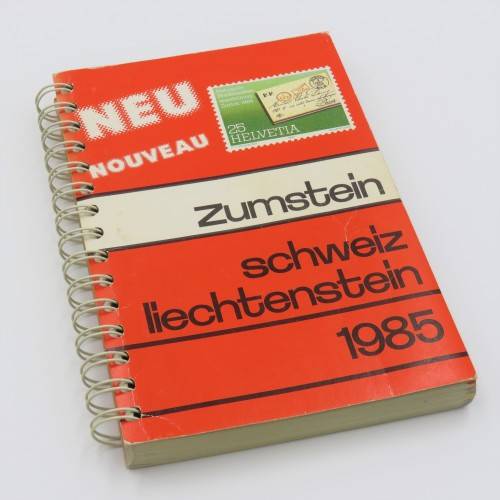 NEU
NOUVEAU
25
HELVETIA
zumstein
schweiz
liechtenstein
1985